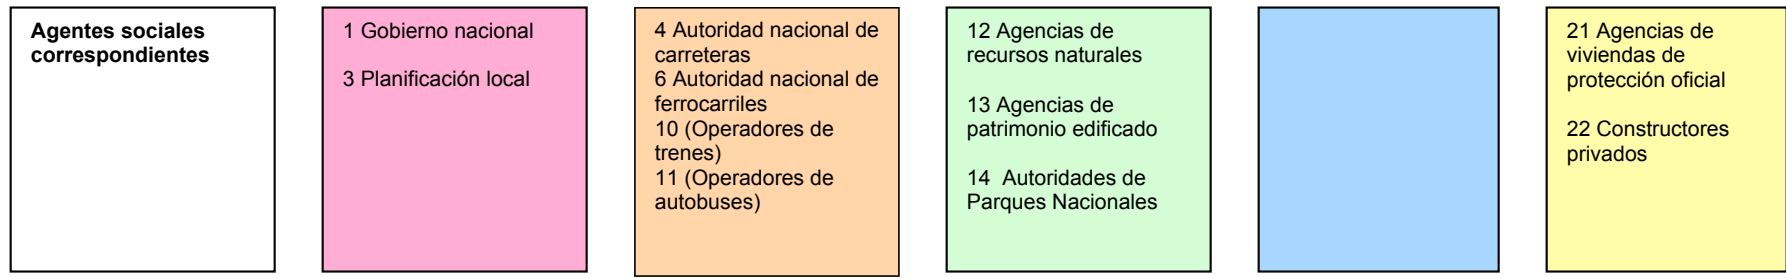 Agentes sociales
correspondientes
1 Gobierno nacional
3 Planificación local
4 Autoridad nacional de
carreteras
6 Autoridad nacional de
ferrocarriles
10 (Operadores de
trenes)
11 (Operadores de
autobuses)
12 Agencias de
recursos naturales
13 Agencias de
patrimonio edificado
14  Autoridades de
Parques Nacionales
21 Agencias de
viviendas de
protección oficial
22 Constructores
privados